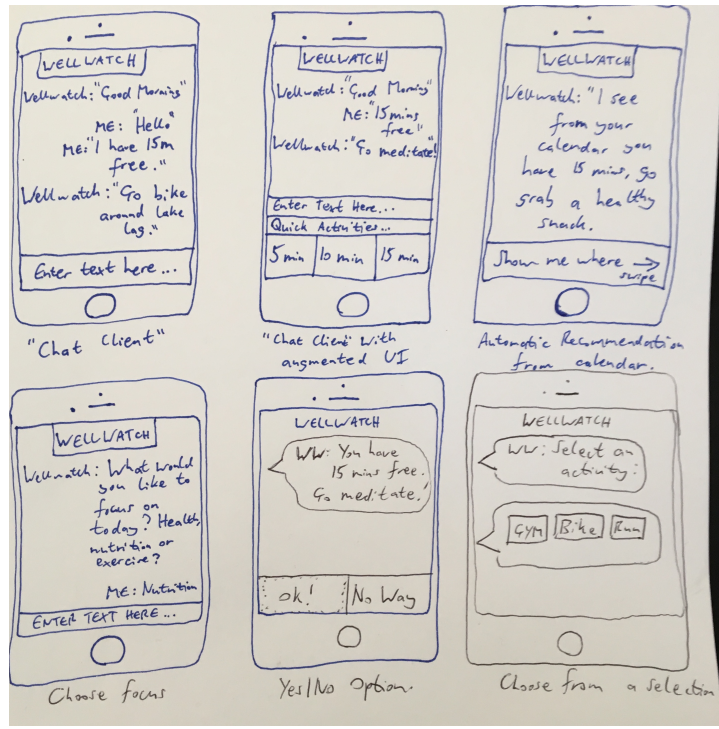 WELLWATCH
Wellwatch: "Good Morning"
ME: "Hello"
ME: "I have 15m
free."
Wellwatch: "Go bike
around lake
Lag."
Enter text here ...
"Chat Client"
WELLWATCH
Wellwatch: "Good Morning"
ME: "15 mins
free"
Wellwatch: "Go meditate!
Enter Text Here...
Quick Activities...
5 min
10 min
15 min
"Chat Client" With
augmented UI
WELLWATCH
Wellwatch: "I see
from your
calendar you
have 15 mins, go
grab a healthy
snack.
Show me where →
swipe
Automatic Recommendation
from calendar.
WELLWATCH
Wellwatch: What would
you like to
focus on
today? Health,
nutrition or
exercise?
ME: Nutrition
ENTER TEXT HERE ...
Choose focus
WELLWATCH
WW: You have
15 mins free.
Go meditate.'
ok!
No Way
Yes/No Option.
WELLWATCH
WW: Select an
activity:
GYM
Bike
Run
Choose from a selection